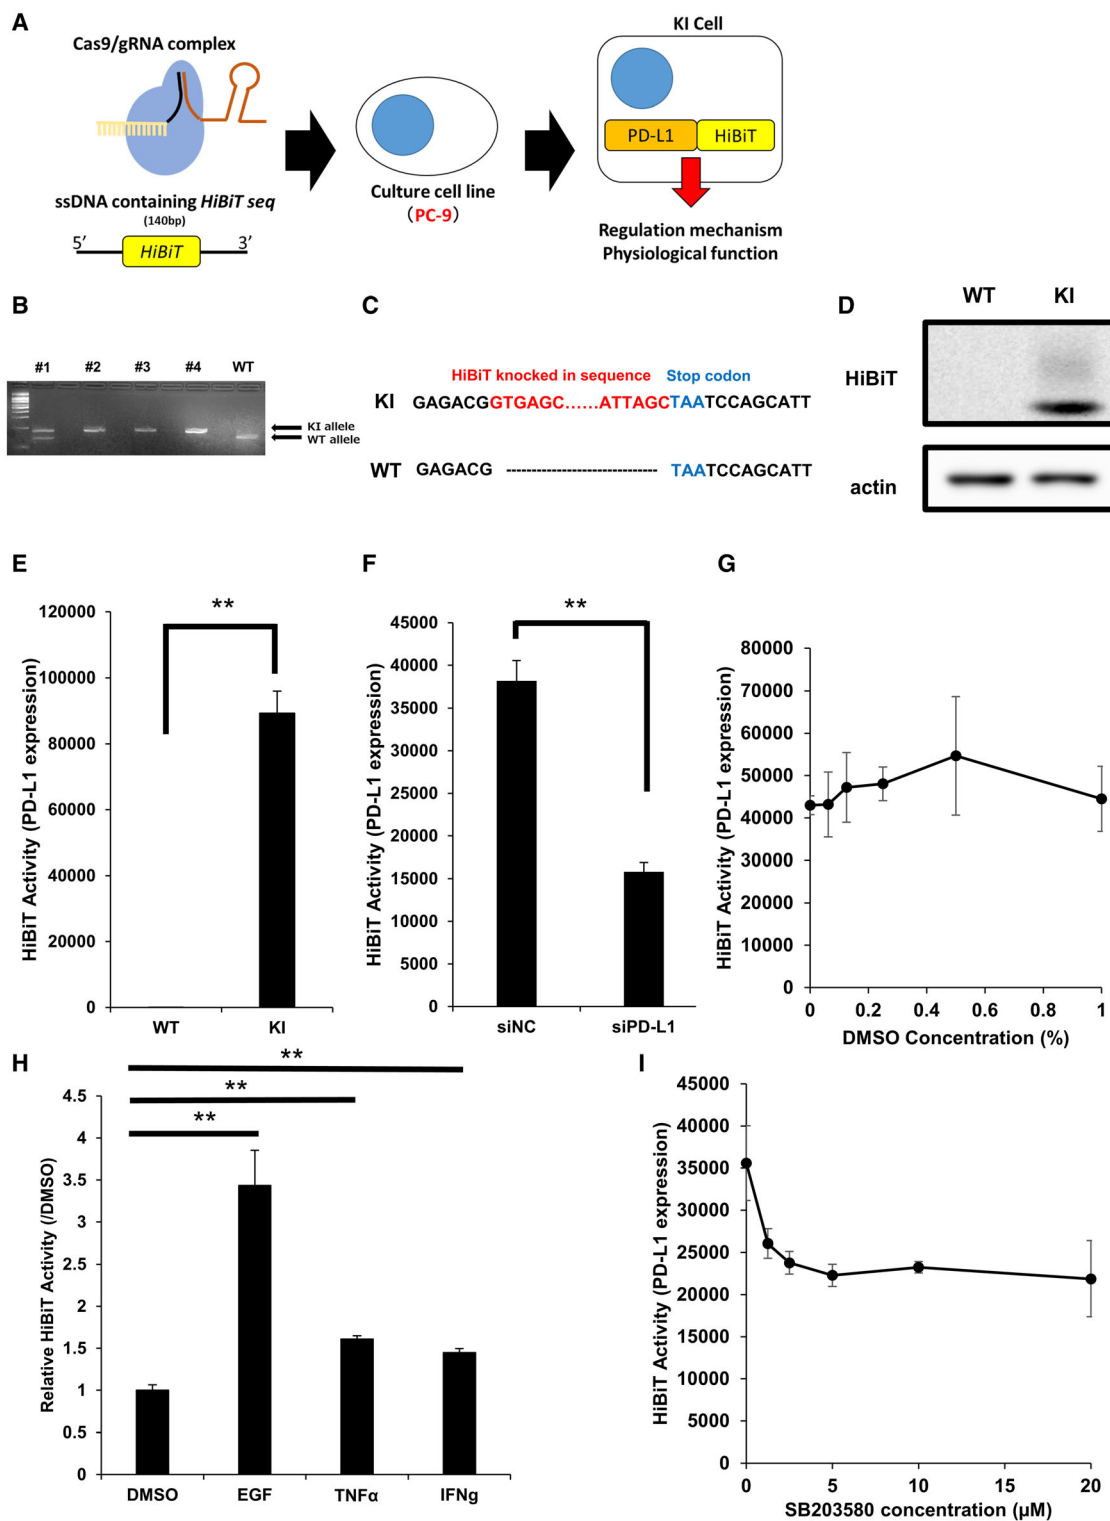 A
Cas9/gRNA complex
ssDNA containing HiBiT seq
(140bp)
5′ HiBiT 3′
Culture cell line
(PC-9)
KI Cell
PD-L1 HiBiT
Regulation mechanism
Physiological function
B
#1 #2 #3 #4 WT
KI allele
WT allele
C
HiBiT knocked in sequence Stop codon
KI GAGACGGTGAGC......ATTAGCTAATCCAGCATT
WT GAGACG ----------------------------- TAATCCAGCATT
D
WT KI
HiBiT
actin
E
**
HiBiT Activity (PD-L1 expression)
120000
100000
80000
60000
40000
20000
0
WT KI
F
**
HiBiT Activity (PD-L1 expression)
45000
40000
35000
30000
25000
20000
15000
10000
5000
0
siNC siPD-L1
G
HiBiT Activity (PD-L1 expression)
80000
70000
60000
50000
40000
30000
20000
10000
0
0 0.2 0.4 0.6 0.8 1
DMSO Concentration (%)
H
**
**
**
Relative HiBiT Activity (/DMSO)
4.5
4
3.5
3
2.5
2
1.5
1
0.5
0
DMSO EGF TNFα IFNg
I
HiBiT Activity (PD-L1 expression)
45000
40000
35000
30000
25000
20000
15000
10000
5000
0
0 5 10 20
SB203580 concentration (μM)